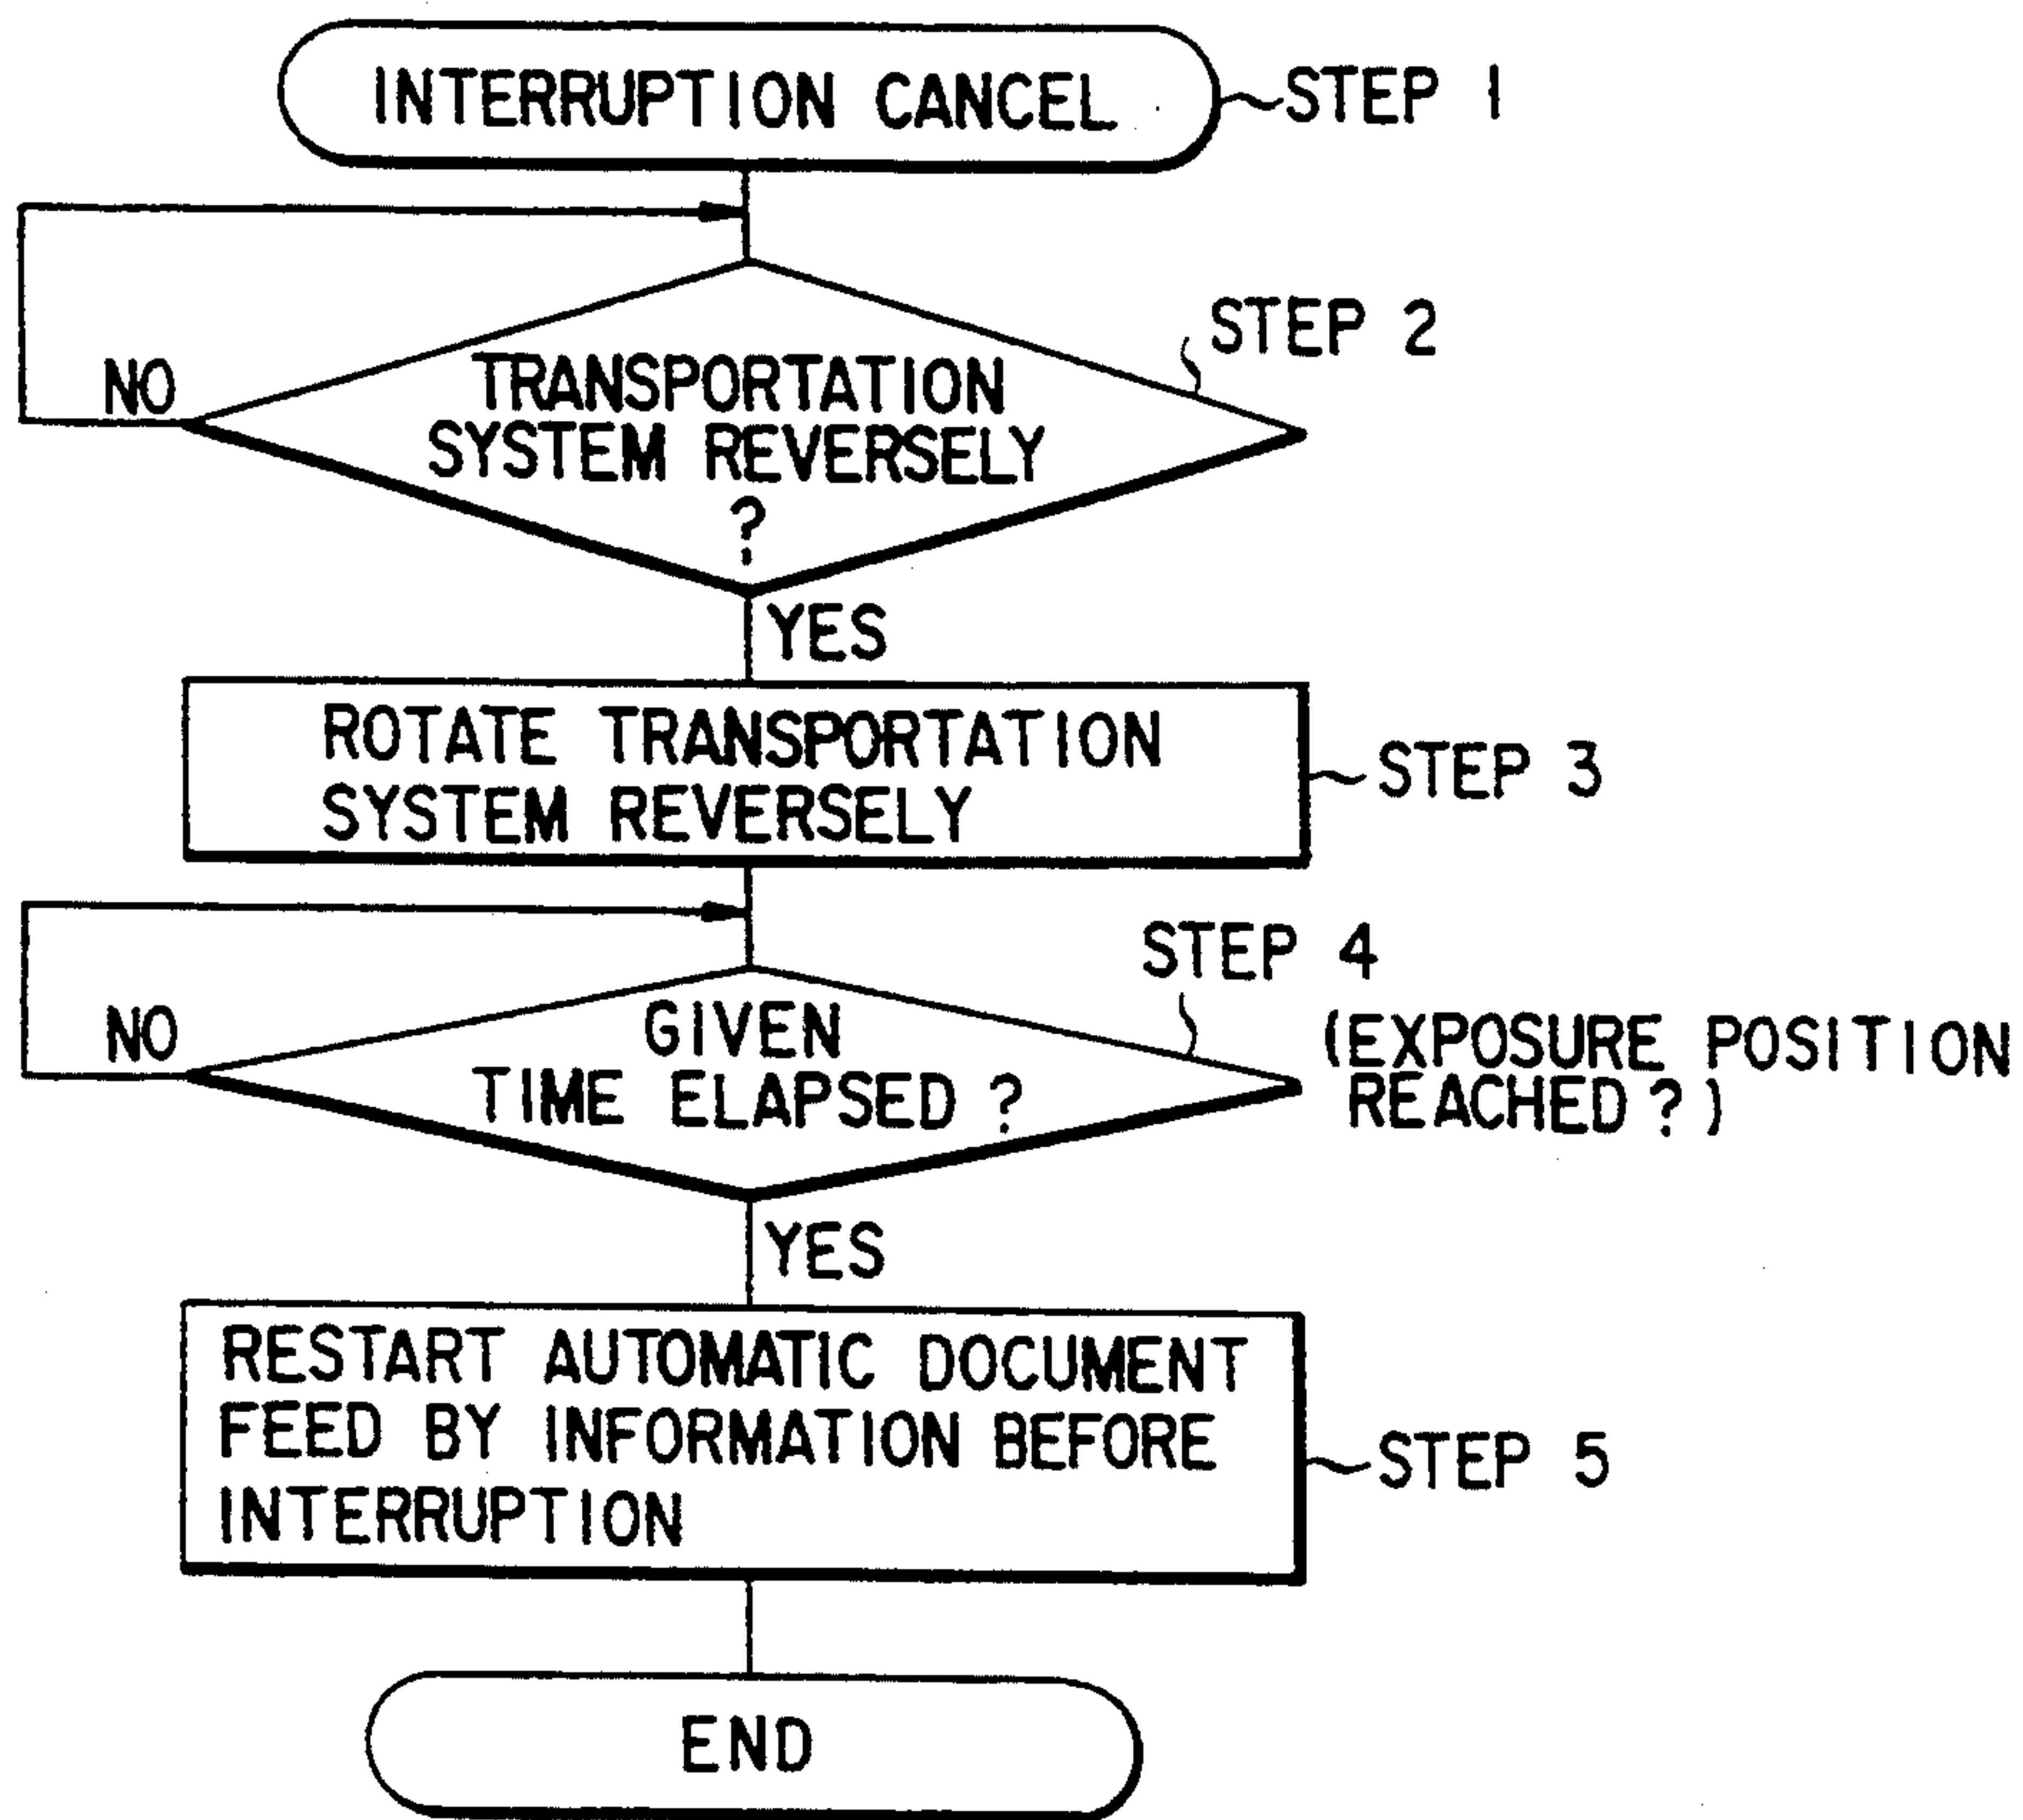 INTERRUPTION CANCEL
STEP 1
STEP 2
NO
TRANSPORTATION
SYSTEM REVERSELY
?
YES
ROTATE TRANSPORTATION
SYSTEM REVERSELY
STEP 3
STEP 4
NO
GIVEN
TIME ELAPSED ?
(EXPOSURE POSITION
REACHED ?)
YES
RESTART AUTOMATIC DOCUMENT
FEED BY INFORMATION BEFORE
INTERRUPTION
STEP 5
END